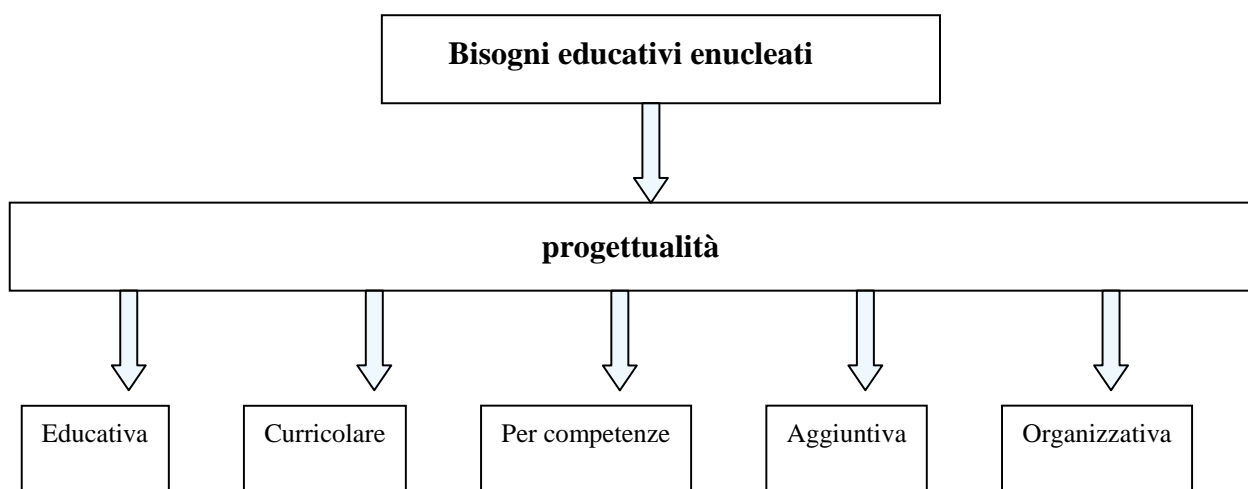 Bisogni educativi enucleati
progettualità
Educativa
Curricolare
Per competenze
Aggiuntiva
Organizzativa